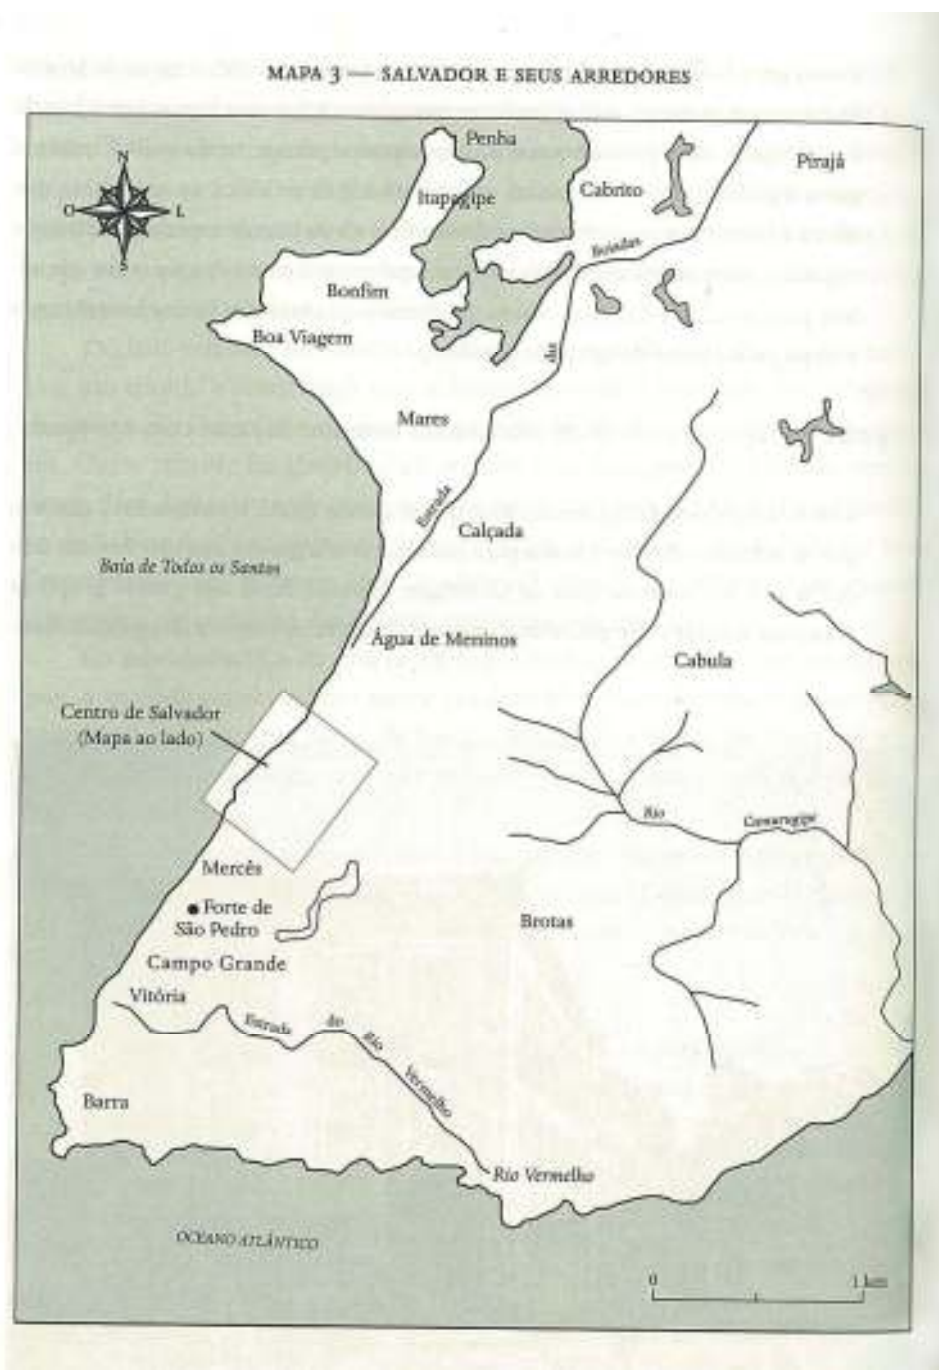 MAPA 3 — SALVADOR E SEUS ARREDORES
N
O
L
S
Penha
Itapagipe
Cabrito
Pirajá
Bonfim
Boa Viagem
Estrada das Boiadas
Mares
Calçada
Baía de Todos os Santos
Água de Meninos
Cabula
Centro de Salvador
(Mapa ao lado)
Rio Camarugipe
Mercês
Forte de
São Pedro
Brotas
Campo Grande
Vitória
Estrada do Rio Vermelho
Barra
Rio Vermelho
OCEANO ATLÂNTICO
0
1 km